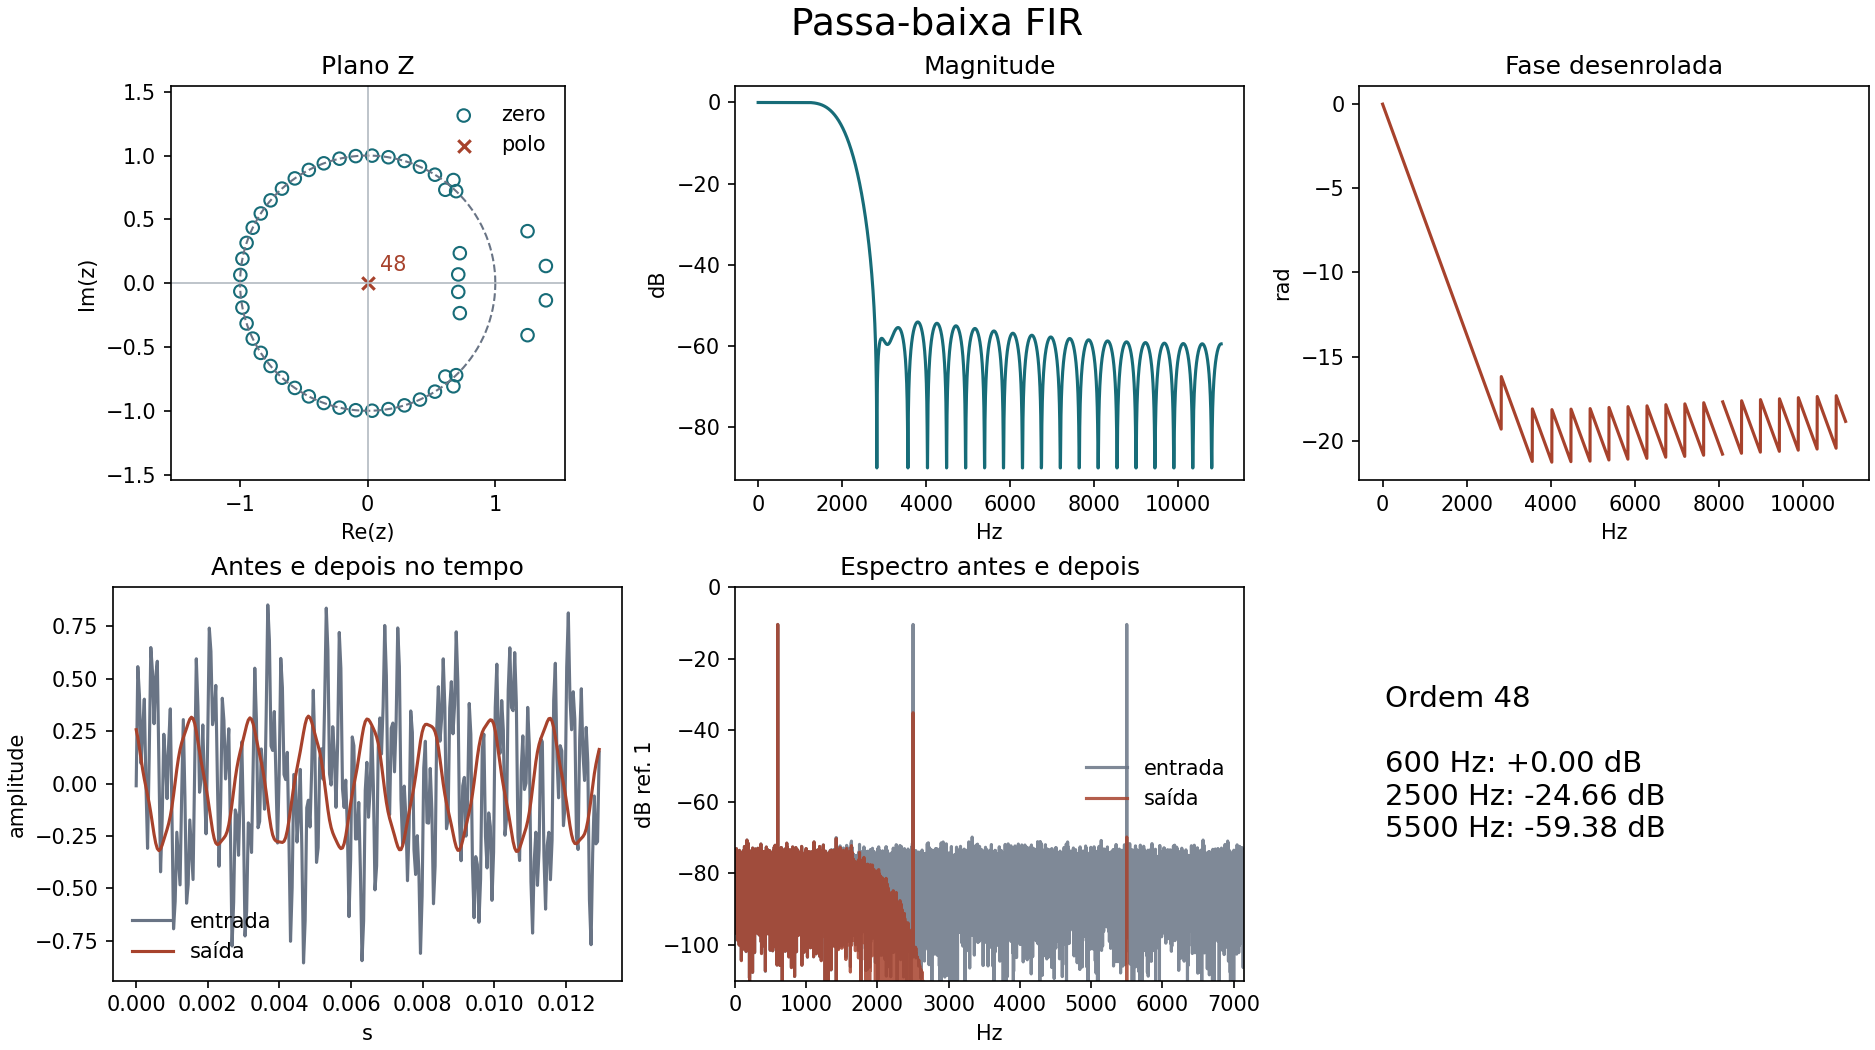 Passa-baixa FIR
Plano Z
1.5
1.0
0.5
0.0
−0.5
−1.0
−1.5
Im(z)
−1
0
1
Re(z)
zero
polo
48
Magnitude
0
−20
−40
−60
−80
dB
0
2000
4000
6000
8000
10000
Hz
Fase desenrolada
0
−5
−10
−15
−20
rad
0
2000
4000
6000
8000
10000
Hz
Antes e depois no tempo
0.75
0.50
0.25
0.00
−0.25
−0.50
−0.75
amplitude
entrada
saída
0.000
0.002
0.004
0.006
0.008
0.010
0.012
s
Espectro antes e depois
0
−20
−40
−60
−80
−100
dB ref. 1
entrada
saída
0
1000
2000
3000
4000
5000
6000
7000
Hz
Ordem 48
600 Hz: +0.00 dB
2500 Hz: -24.66 dB
5500 Hz: -59.38 dB